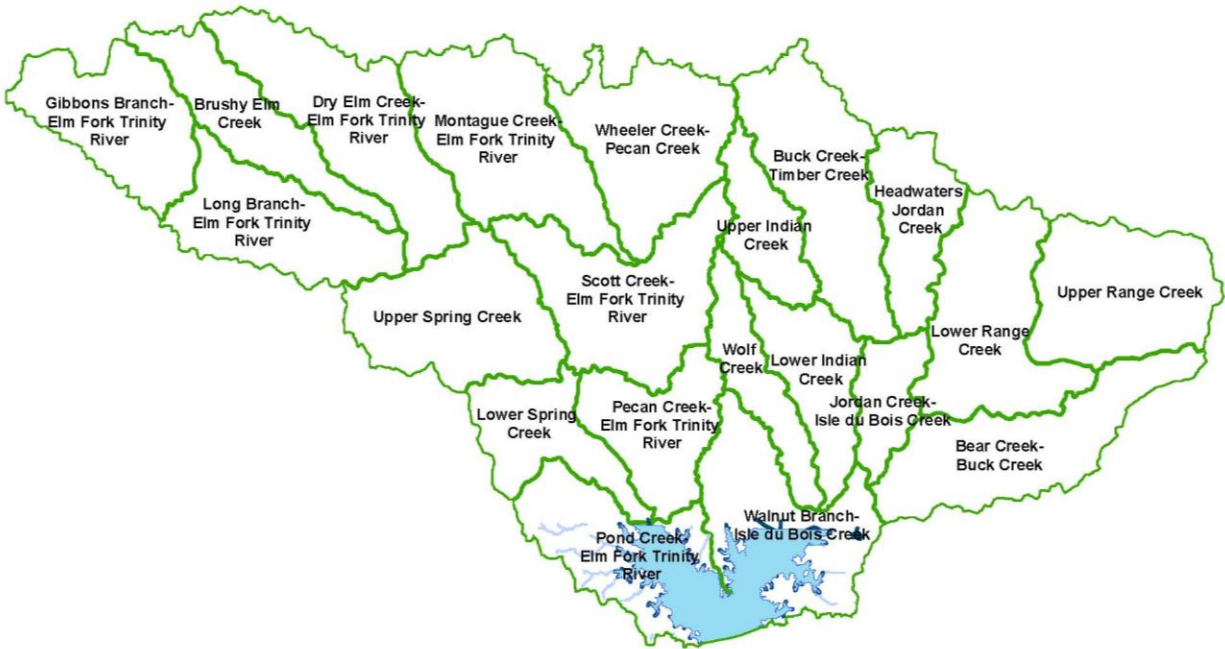 Gibbons Branch-
Elm Fork Trinity
River
Brushy Elm
Creek
Dry Elm Creek-
Elm Fork Trinity
River
Montague Creek-
Elm Fork Trinity
River
Wheeler Creek-
Pecan Creek
Buck Creek-
Timber Creek
Headwaters
Jordan
Creek
Long Branch-
Elm Fork Trinity
River
Upper Indian
Creek
Scott Creek-
Elm Fork Trinity
River
Upper Range Creek
Upper Spring Creek
Lower Range
Creek
Wolf
Creek
Lower Indian
Creek
Jordan Creek-
Isle du Bois Creek
Lower Spring
Creek
Pecan Creek-
Elm Fork Trinity
River
Bear Creek-
Buck Creek
Walnut Branch-
Isle du Bois Creek
Pond Creek-
Elm Fork Trinity
River